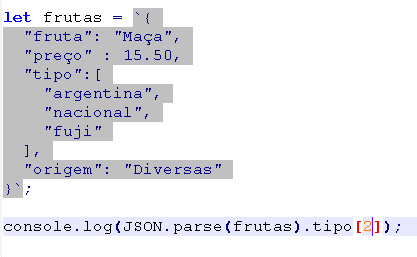 let frutas = `{
"fruta": "Maça",
"preço" : 15.50,
"tipo":[
"argentina",
"nacional",
"fuji"
],
"origem": "Diversas"
}`;
console.log(JSON.parse(frutas).tipo[2]);